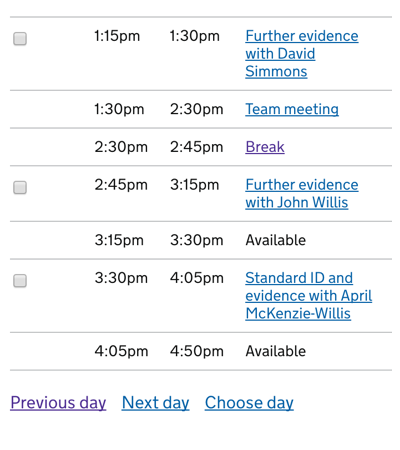 1:15pm 1:30pm Further evidence
with David
Simmons
1:30pm 2:30pm Team meeting
2:30pm 2:45pm Break
2:45pm 3:15pm Further evidence
with John Willis
3:15pm 3:30pm Available
3:30pm 4:05pm Standard ID and
evidence with April
McKenzie-Willis
4:05pm 4:50pm Available
Previous day Next day Choose day